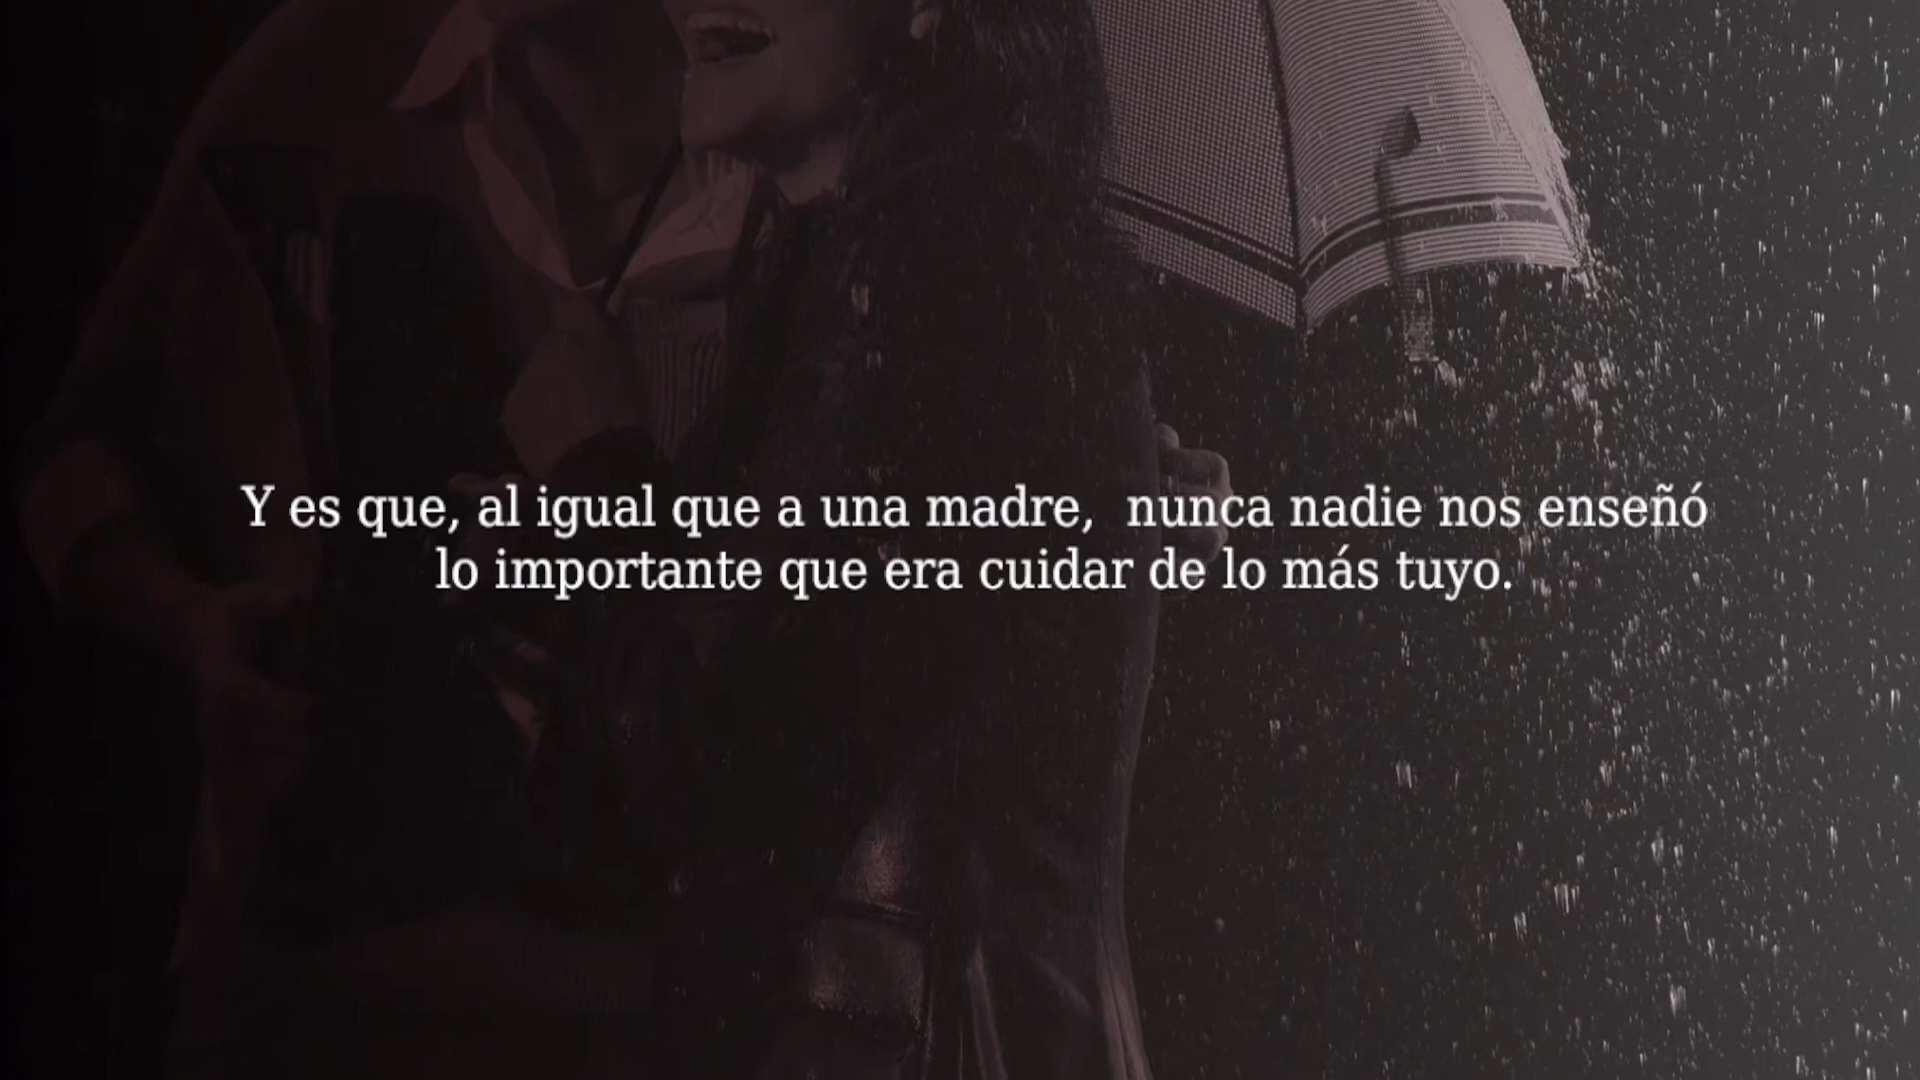 Y es que, al igual que a una madre,  nunca nadie nos enseñó
lo importante que era cuidar de lo más tuyo.